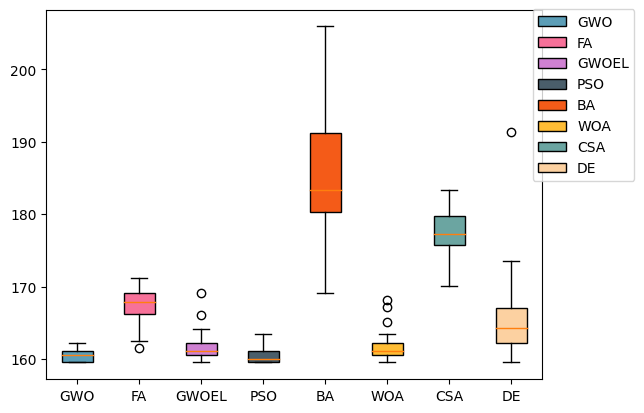 GWO
FA
GWOEL
PSO
BA
WOA
CSA
DE
200
190
180
170
160
GWO FA GWOEL PSO BA WOA CSA DE